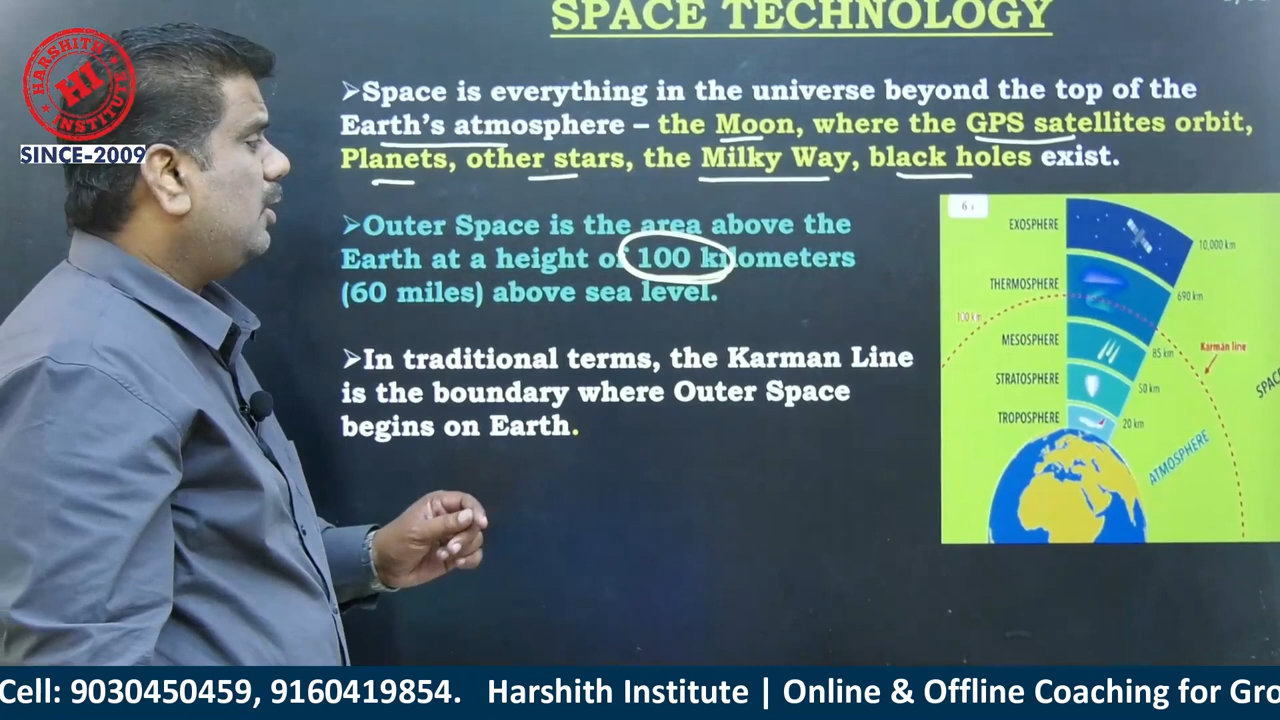 SPACE TECHNOLOGY
HARSHITH
HI
INSTITUTE
SINCE-2009
➢Space is everything in the universe beyond the top of the
Earth's atmosphere – the Moon, where the GPS satellites orbit,
Planets, other stars, the Milky Way, black holes exist.
➢Outer Space is the area above the
Earth at a height of 100 kilometers
(60 miles) above sea level.
➢In traditional terms, the Karman Line
is the boundary where Outer Space
begins on Earth.
EXOSPHERE
10,000 km
THERMOSPHERE
690 km
100 km
MESOSPHERE
85 km
Karman line
STRATOSPHERE
50 km
SPACE
TROPOSPHERE
20 km
ATMOSPHERE
Cell: 9030450459, 9160419854. Harshith Institute | Online & Offline Coaching for Gro